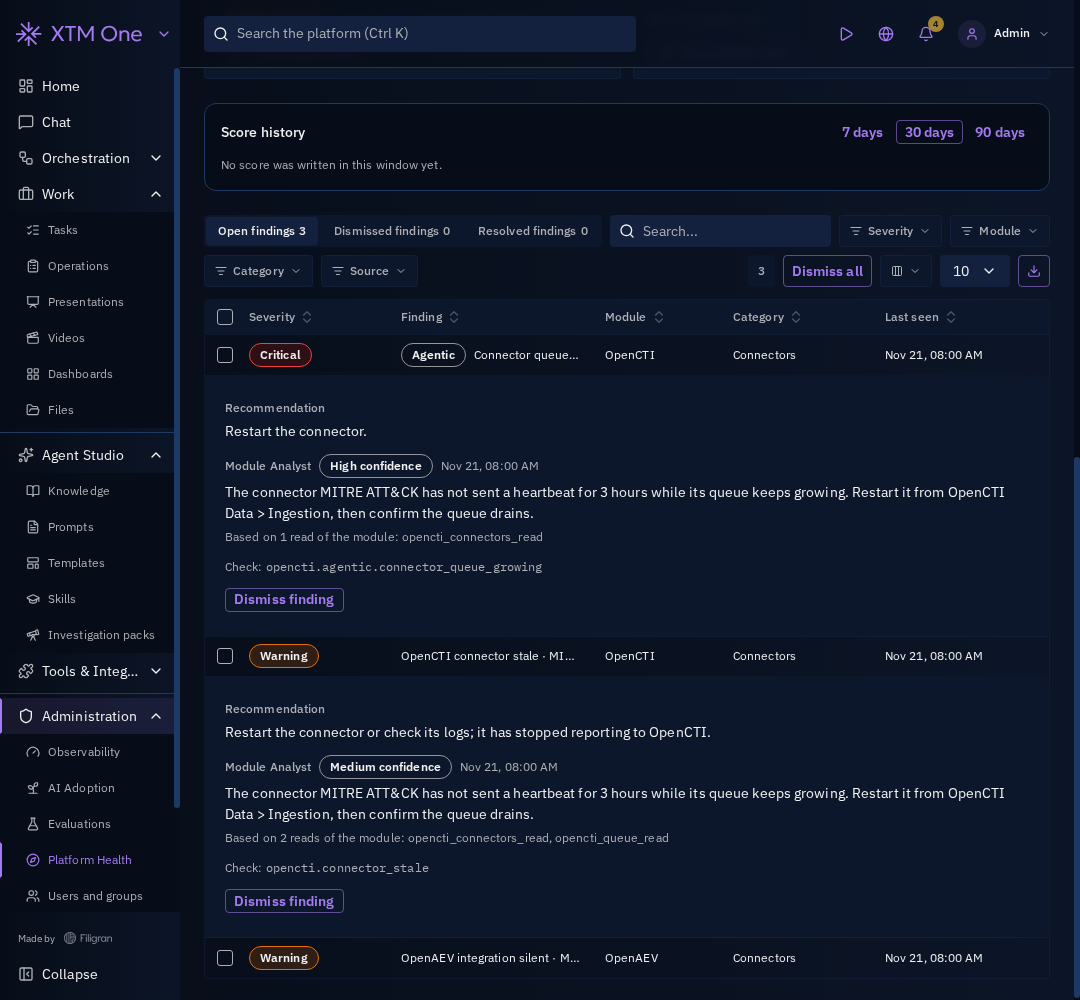 XTM One
Search the platform (Ctrl K)
4
Admin
Home
Chat
Orchestration
Work
Tasks
Operations
Presentations
Videos
Dashboards
Files
Agent Studio
Knowledge
Prompts
Templates
Skills
Investigation packs
Tools & Integ...
Administration
Observability
AI Adoption
Evaluations
Platform Health
Users and groups
Made by Filigran
Collapse
Score history
7 days 30 days 90 days
No score was written in this window yet.
Open findings 3 Dismissed findings 0 Resolved findings 0 Search... Severity Module
Category Source 3 Dismiss all 10
Severity Finding Module Category Last seen
Critical Agentic Connector queue... OpenCTI Connectors Nov 21, 08:00 AM
Recommendation
Restart the connector.
Module Analyst High confidence Nov 21, 08:00 AM
The connector MITRE ATT&CK has not sent a heartbeat for 3 hours while its queue keeps growing. Restart it from OpenCTI
Data > Ingestion, then confirm the queue drains.
Based on 1 read of the module: opencti_connectors_read
Check: opencti.agentic.connector_queue_growing
Dismiss finding
Warning OpenCTI connector stale · MI... OpenCTI Connectors Nov 21, 08:00 AM
Recommendation
Restart the connector or check its logs; it has stopped reporting to OpenCTI.
Module Analyst Medium confidence Nov 21, 08:00 AM
The connector MITRE ATT&CK has not sent a heartbeat for 3 hours while its queue keeps growing. Restart it from OpenCTI
Data > Ingestion, then confirm the queue drains.
Based on 2 reads of the module: opencti_connectors_read, opencti_queue_read
Check: opencti.connector_stale
Dismiss finding
Warning OpenAEV integration silent · M... OpenAEV Connectors Nov 21, 08:00 AM